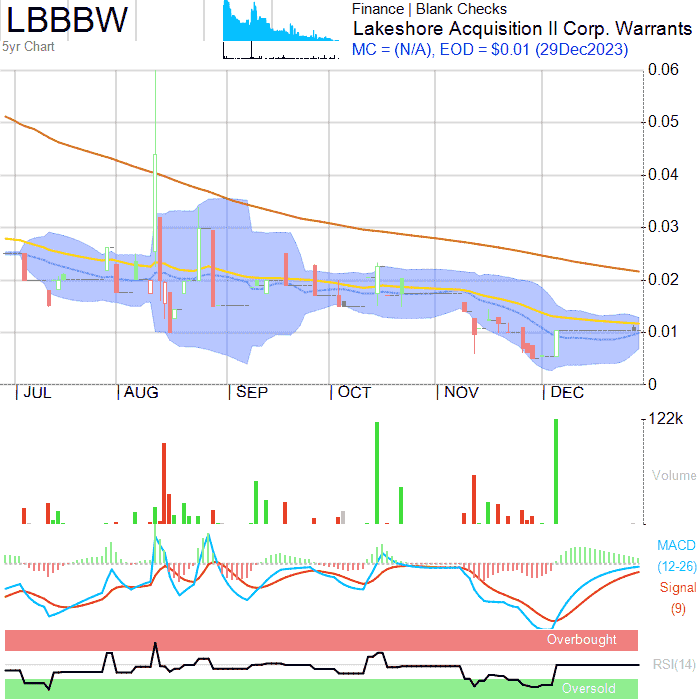 LBBBW
5yr Chart
Finance | Blank Checks
Lakeshore Acquisition II Corp. Warrants
MC = (N/A), EOD = $0.01 (29Dec2023)
0.06
0.05
0.04
0.03
0.02
0.01
0
JUL AUG SEP OCT NOV DEC
122k
Volume
MACD
(12-26)
Signal
(9)
Overbought
RSI(14)
Oversold